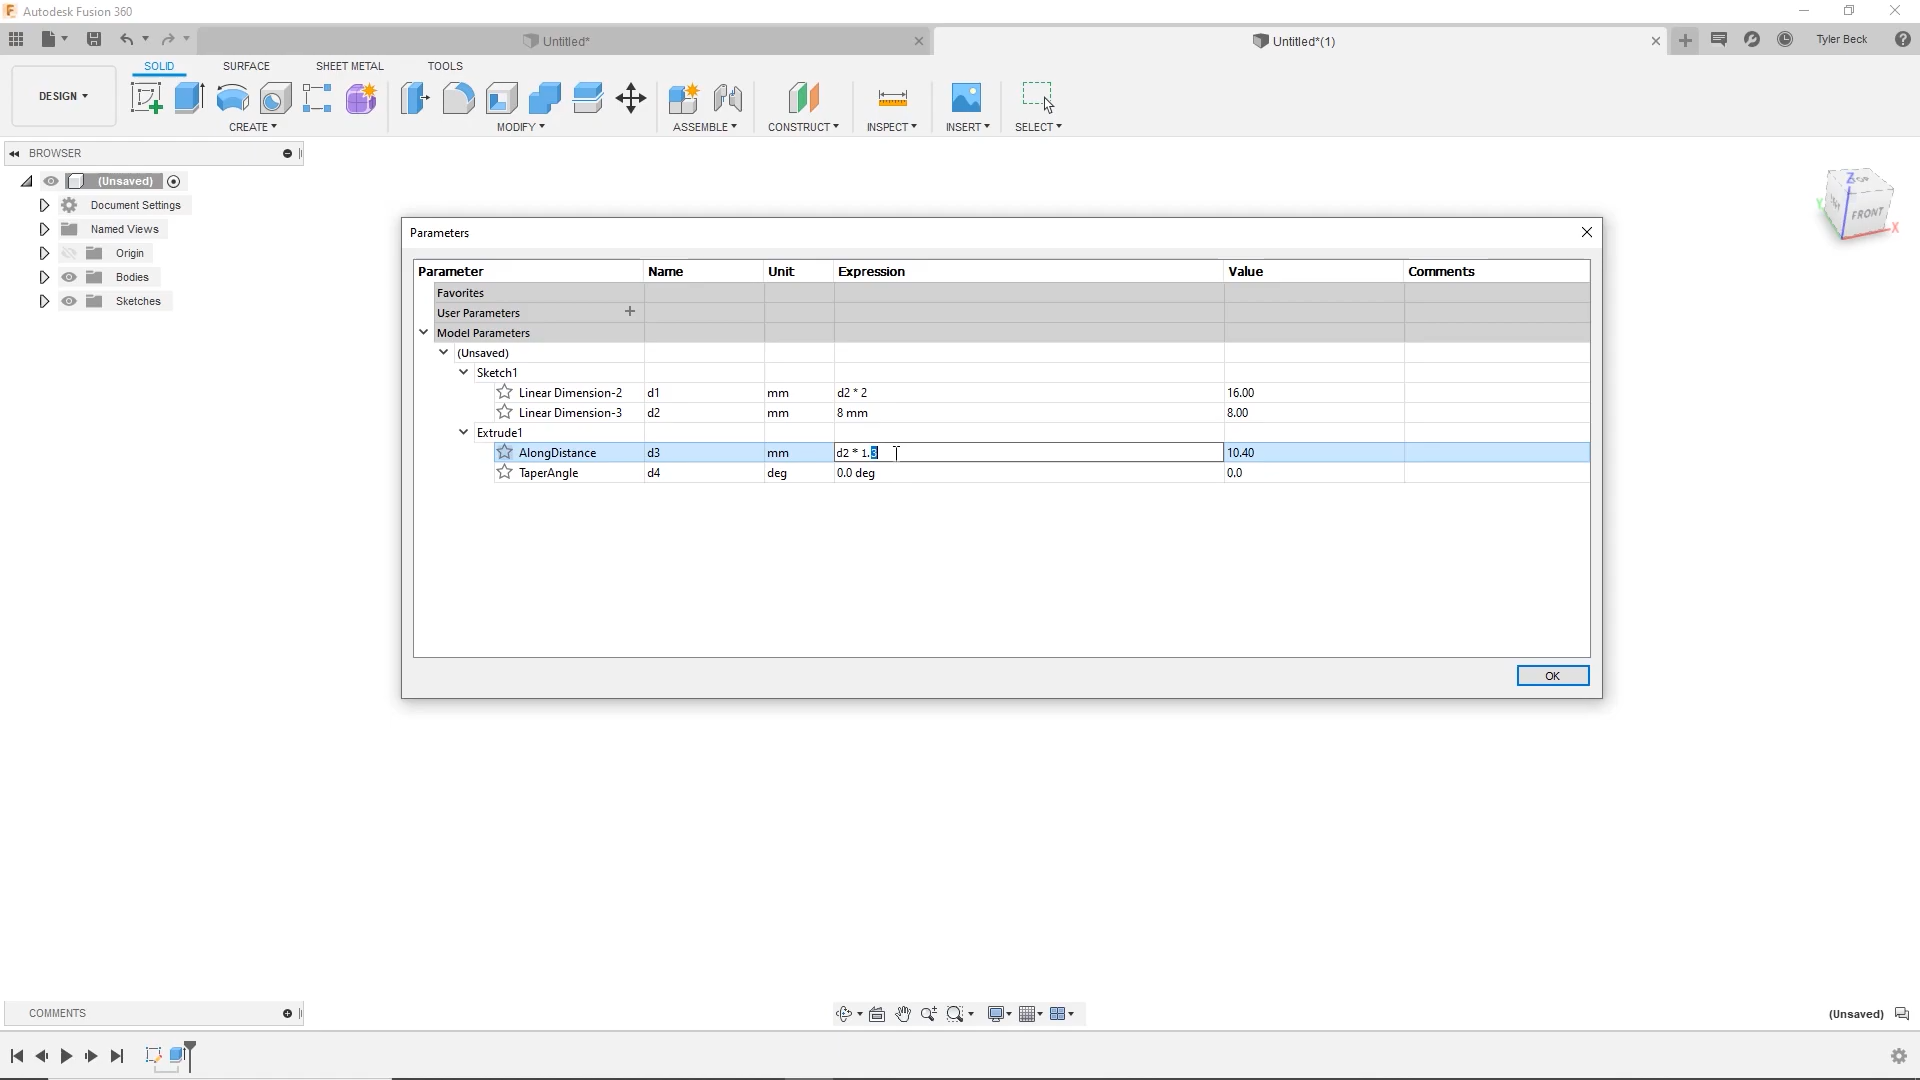 Autodesk Fusion 360
Untitled*
Untitled*(1)
Tyler Beck
SOLID SURFACE SHEET METAL TOOLS
DESIGN
CREATE MODIFY ASSEMBLE CONSTRUCT INSPECT INSERT SELECT
BROWSER
(Unsaved)
Document Settings
Named Views
Origin
Bodies
Sketches
Z
FRONT
X
Parameters
Parameter Name Unit Expression Value Comments
Favorites
User Parameters
Model Parameters
(Unsaved)
Sketch1
Linear Dimension-2 d1 mm d2 * 2 16.00
Linear Dimension-3 d2 mm 8 mm 8.00
Extrude1
AlongDistance d3 mm d2 * 1.3 10.40
TaperAngle d4 deg 0.0 deg 0.0
OK
COMMENTS
(Unsaved)